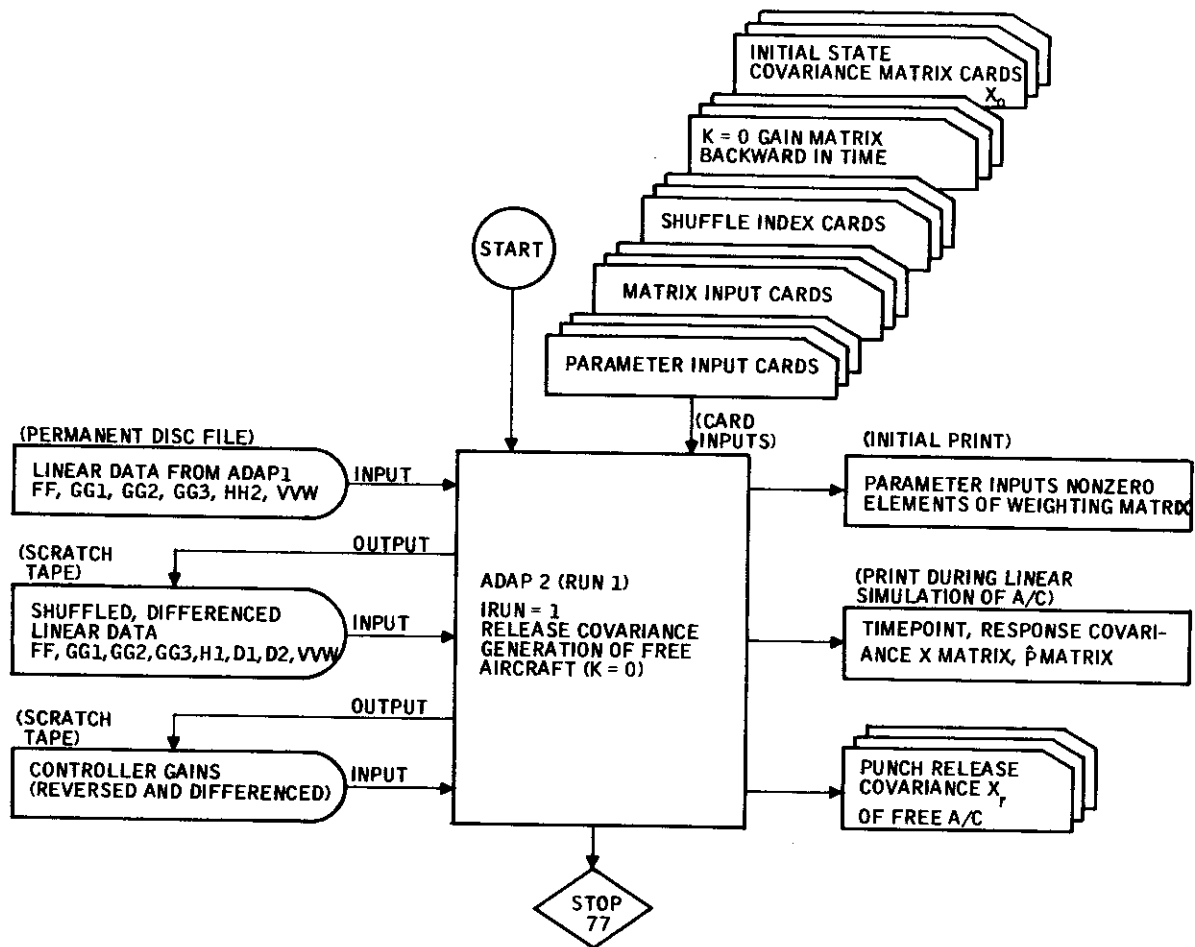 INITIAL STATE
COVARIANCE MATRIX CARDS
X₀
K = 0 GAIN MATRIX
BACKWARD IN TIME
SHUFFLE INDEX CARDS
MATRIX INPUT CARDS
PARAMETER INPUT CARDS
START
(CARD
INPUTS)
(PERMANENT DISC FILE)
LINEAR DATA FROM ADAP1
FF, GG1, GG2, GG3, HH2, VVW
INPUT
OUTPUT
(SCRATCH
TAPE)
SHUFFLED, DIFFERENCED
LINEAR DATA
FF, GG1, GG2, GG3, H1, D1, D2, VVW
INPUT
OUTPUT
(SCRATCH
TAPE)
CONTROLLER GAINS
(REVERSED AND DIFFERENCED)
INPUT
ADAP 2 (RUN 1)
IRUN = 1
RELEASE COVARIANCE
GENERATION OF FREE
AIRCRAFT (K = 0)
(INITIAL PRINT)
PARAMETER INPUTS NONZERO
ELEMENTS OF WEIGHTING MATRIX
(PRINT DURING LINEAR
SIMULATION OF A/C)
TIMEPOINT, RESPONSE COVARI-
ANCE X MATRIX, P̂ MATRIX
PUNCH RELEASE
COVARIANCE Xᵣ
OF FREE A/C
STOP
77